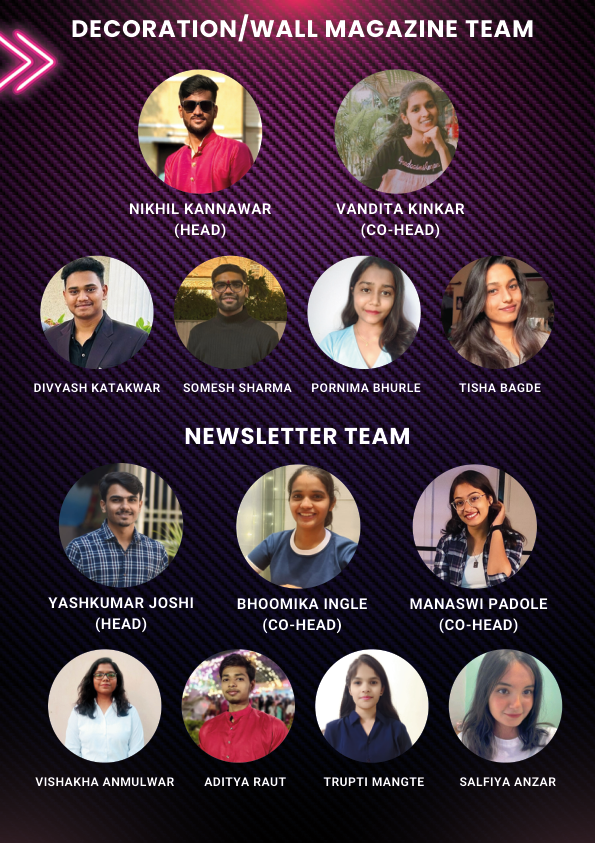 DECORATION/WALL MAGAZINE TEAM
NIKHIL KANNAWAR
(HEAD)
VANDITA KINKAR
(CO-HEAD)
DIVYASH KATAKWAR
SOMESH SHARMA
PORNIMA BHURLE
TISHA BAGDE
NEWSLETTER TEAM
YASHKUMAR JOSHI
(HEAD)
BHOOMIKA INGLE
(CO-HEAD)
MANASWI PADOLE
(CO-HEAD)
VISHAKHA ANMULWAR
ADITYA RAUT
TRUPTI MANGTE
SALFIYA ANZAR